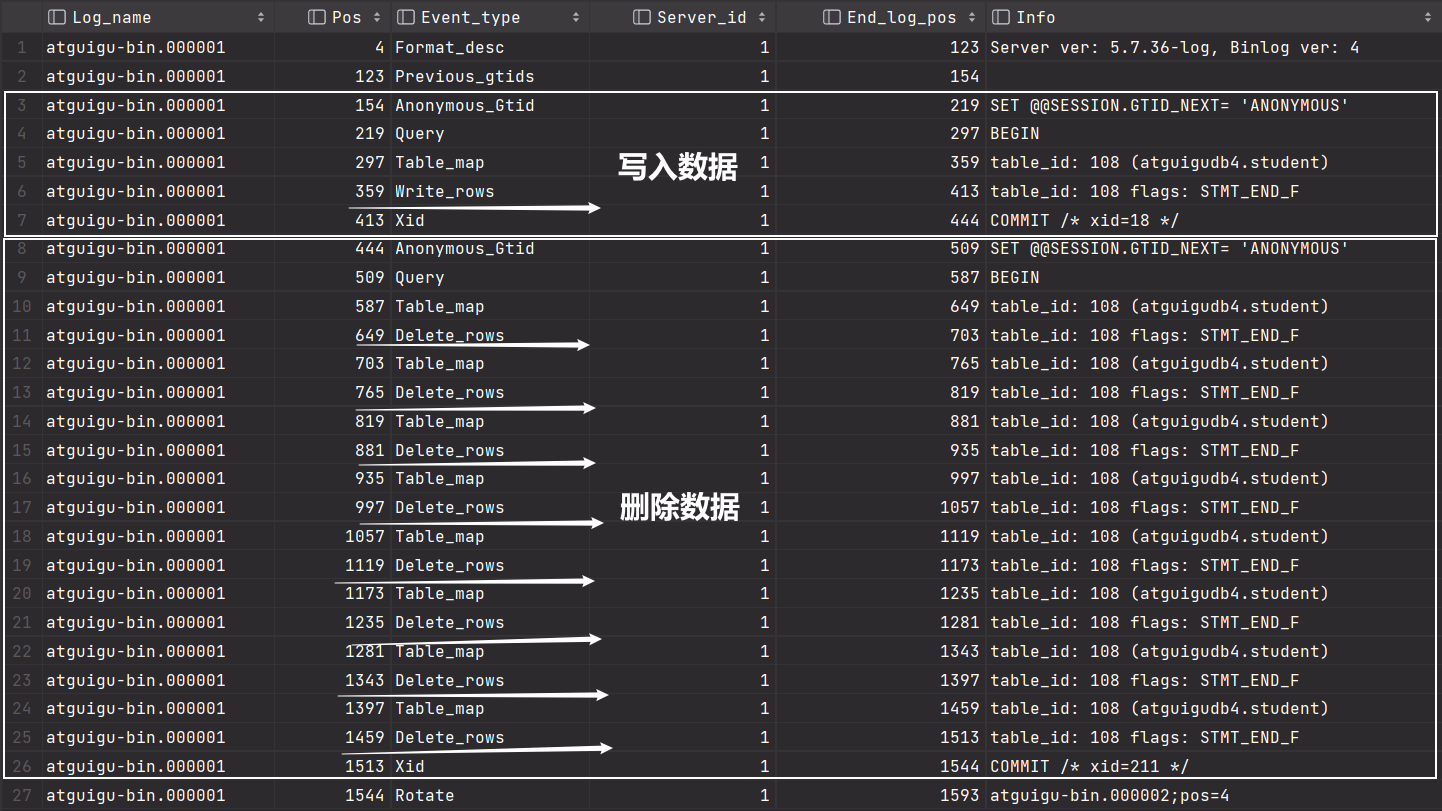 Log_name Pos Event_type Server_id End_log_pos Info
1 atguigu-bin.000001 4 Format_desc 1 123 Server ver: 5.7.36-log, Binlog ver: 4
2 atguigu-bin.000001 123 Previous_gtids 1 154
3 atguigu-bin.000001 154 Anonymous_Gtid 1 219 SET @@SESSION.GTID_NEXT= 'ANONYMOUS'
4 atguigu-bin.000001 219 Query 1 297 BEGIN
5 atguigu-bin.000001 297 Table_map 1 359 table_id: 108 (atguigudb4.student)
写入数据
6 atguigu-bin.000001 359 Write_rows 1 413 table_id: 108 flags: STMT_END_F
7 atguigu-bin.000001 413 Xid 1 444 COMMIT /* xid=18 */
8 atguigu-bin.000001 444 Anonymous_Gtid 1 509 SET @@SESSION.GTID_NEXT= 'ANONYMOUS'
9 atguigu-bin.000001 509 Query 1 587 BEGIN
10 atguigu-bin.000001 587 Table_map 1 649 table_id: 108 (atguigudb4.student)
11 atguigu-bin.000001 649 Delete_rows 1 703 table_id: 108 flags: STMT_END_F
12 atguigu-bin.000001 703 Table_map 1 765 table_id: 108 (atguigudb4.student)
13 atguigu-bin.000001 765 Delete_rows 1 819 table_id: 108 flags: STMT_END_F
14 atguigu-bin.000001 819 Table_map 1 881 table_id: 108 (atguigudb4.student)
15 atguigu-bin.000001 881 Delete_rows 1 935 table_id: 108 flags: STMT_END_F
16 atguigu-bin.000001 935 Table_map 1 997 table_id: 108 (atguigudb4.student)
17 atguigu-bin.000001 997 Delete_rows 1 1057 table_id: 108 flags: STMT_END_F
删除数据
18 atguigu-bin.000001 1057 Table_map 1 1119 table_id: 108 (atguigudb4.student)
19 atguigu-bin.000001 1119 Delete_rows 1 1173 table_id: 108 flags: STMT_END_F
20 atguigu-bin.000001 1173 Table_map 1 1235 table_id: 108 (atguigudb4.student)
21 atguigu-bin.000001 1235 Delete_rows 1 1281 table_id: 108 flags: STMT_END_F
22 atguigu-bin.000001 1281 Table_map 1 1343 table_id: 108 (atguigudb4.student)
23 atguigu-bin.000001 1343 Delete_rows 1 1397 table_id: 108 flags: STMT_END_F
24 atguigu-bin.000001 1397 Table_map 1 1459 table_id: 108 (atguigudb4.student)
25 atguigu-bin.000001 1459 Delete_rows 1 1513 table_id: 108 flags: STMT_END_F
26 atguigu-bin.000001 1513 Xid 1 1544 COMMIT /* xid=211 */
27 atguigu-bin.000001 1544 Rotate 1 1593 atguigu-bin.000002;pos=4